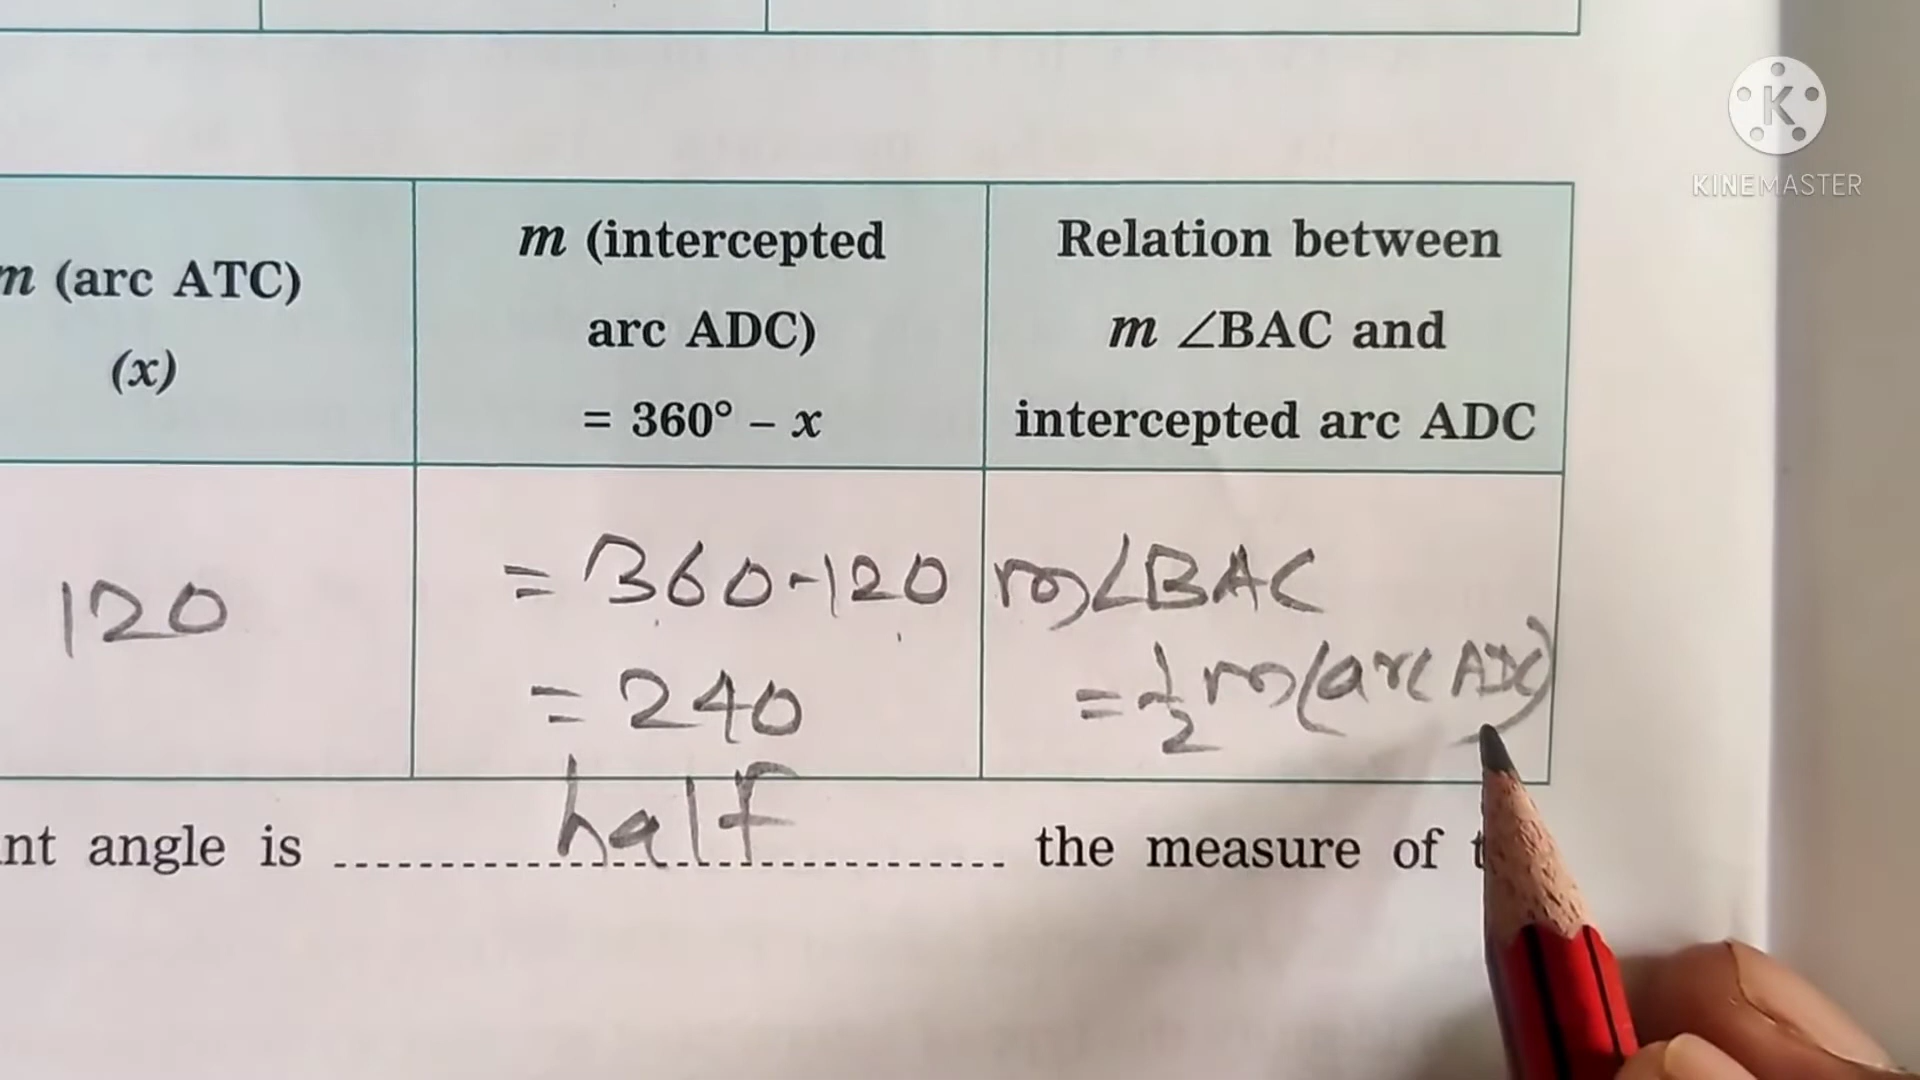 K
KINEMASTER
m (arc ATC)
(x)
m (intercepted
arc ADC)
= 360° – x
Relation between
m ∠BAC and
intercepted arc ADC
120
= 360-120
= 240
m∠BAC
= 1/2 m(arc ADC)
nt angle is half the measure of